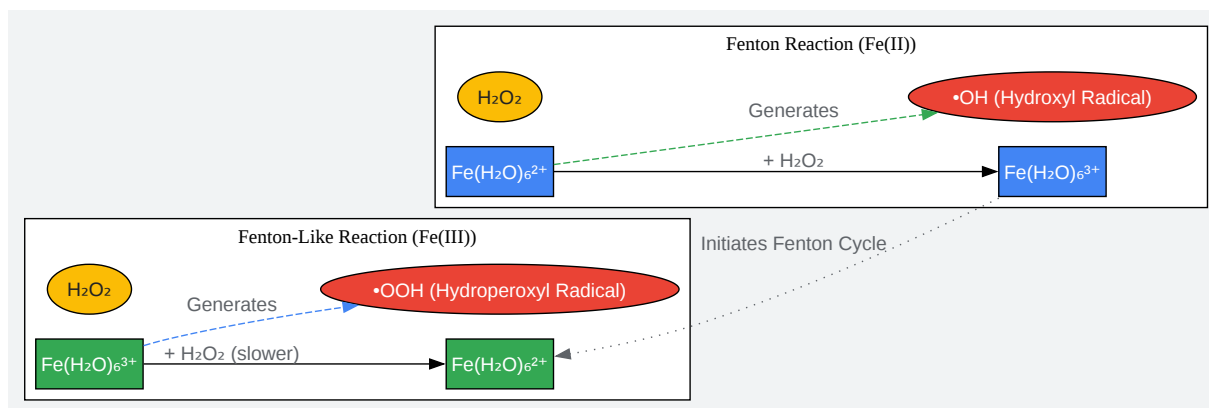 Fenton Reaction (Fe(II))
H₂O₂
•OH (Hydroxyl Radical)
Generates
+ H₂O₂
Fe(H₂O)₆²⁺
Fe(H₂O)₆³⁺
Initiates Fenton Cycle
Fenton-Like Reaction (Fe(III))
H₂O₂
•OOH (Hydroperoxyl Radical)
Generates
+ H₂O₂ (slower)
Fe(H₂O)₆³⁺
Fe(H₂O)₆²⁺